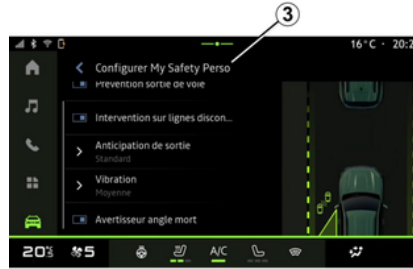 3
16°C · 20:2
Configurer My Safety Perso
Prévention sortie de voie
Intervention sur lignes discon...
Anticipation de sortie
Standard
Vibration
Moyenne
Avertisseur angle mort
20 5 A/C